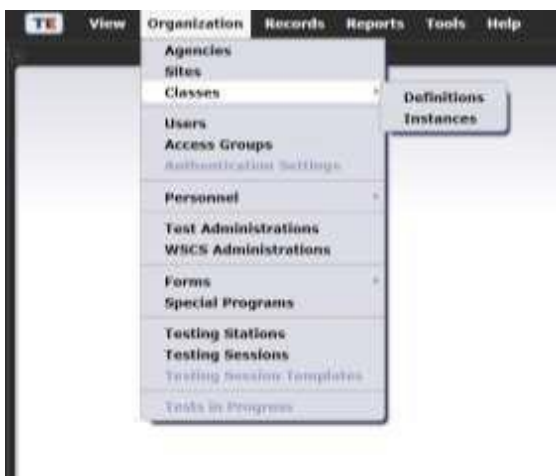 TE View Organization Records Reports Tools Help
Agencies
Sites
Classes
Definitions
Instances
Users
Access Groups
Authentication Settings
Personnel
Test Administrations
WSCS Administrations
Forms
Special Programs
Testing Stations
Testing Sessions
Testing Session Templates
Tests in Progress